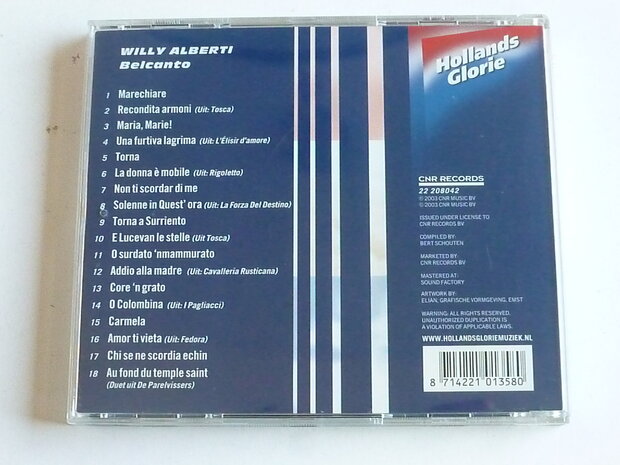 WILLY ALBERTI
Belcanto
1 Marechiare
2 Recondita armoni (Uit: Tosca)
3 Maria, Marie!
4 Una furtiva lagrima (Uit: L'Élisir d'amore)
5 Torna
6 La donna è mobile (Uit: Rigoletto)
7 Non ti scordar di me
8 Solenne in Quest' ora (Uit: La Forza Del Destino)
9 Torna a Surriento
10 E Lucevan le stelle (Uit Tosca)
11 O surdato 'nmammurato
12 Addio alla madre (Uit: Cavalleria Rusticana)
13 Core 'n grato
14 O Colombina (Uit: I Pagliacci)
15 Carmela
16 Amor ti vieta (Uit: Fedora)
17 Chi se ne scordia echin
18 Au fond du temple saint
(Duet uit De Parelvissers)
Hollands
Glorie
CNR RECORDS
22 208042
℗ 2003 CNR MUSIC BV
© 2003 CNR MUSIC BV
ISSUED UNDER LICENSE TO
CNR RECORDS BV
COMPILED BY:
BERT SCHOUTEN
MARKETED BY:
CNR RECORDS BV
MASTERED AT:
SOUND FACTORY
ARTWORK BY:
ELIAN, GRAFISCHE VORMGEVING, EMST
WARNING: ALL RIGHTS RESERVED.
UNAUTHORIZED DUPLICATION IS
A VIOLATION OF APPLICABLE LAWS.
WWW.HOLLANDSGLORIEMUZIEK.NL
8 714221 013580